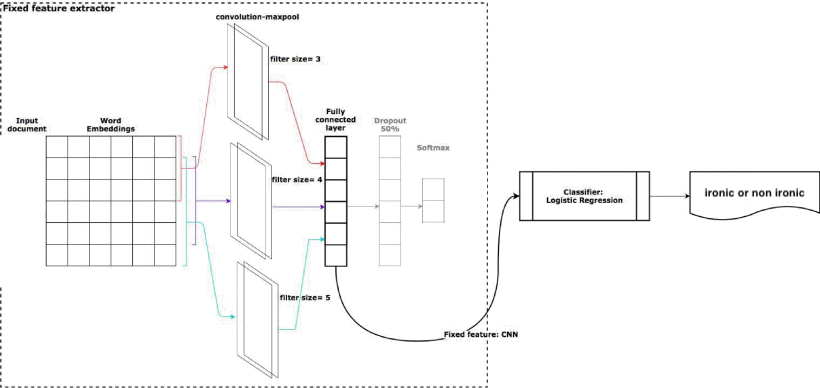 Fixed feature extractor
convolution-maxpool
filter size= 3
Input
document
Word
Embeddings
Fully
connected
layer
Dropout
50%
Softmax
filter size= 4
Classifier:
Logistic Regression
ironic or non ironic
filter size= 5
Fixed feature: CNN